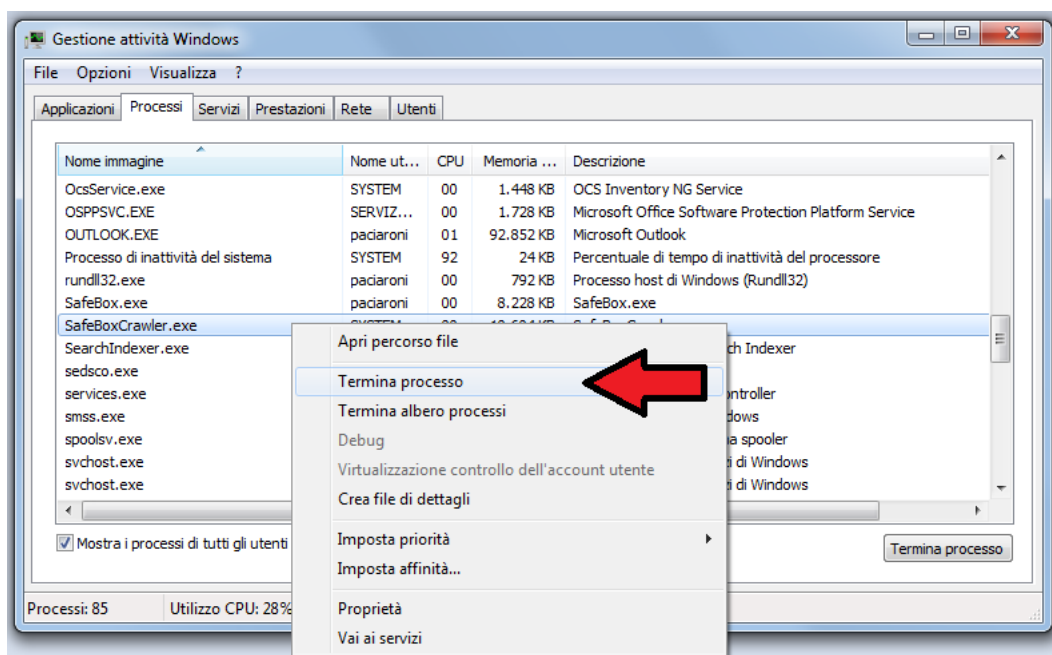 Gestione attività Windows
File Opzioni Visualizza ?
Applicazioni Processi Servizi Prestazioni Rete Utenti
Nome immagine Nome ut... CPU Memoria ... Descrizione
OcsService.exe SYSTEM 00 1.448 KB OCS Inventory NG Service
OSPPSVC.EXE SERVIZ... 00 1.728 KB Microsoft Office Software Protection Platform Service
OUTLOOK.EXE paciaroni 01 92.852 KB Microsoft Outlook
Processo di inattività del sistema SYSTEM 92 24 KB Percentuale di tempo di inattività del processore
rundll32.exe paciaroni 00 792 KB Processo host di Windows (Rundll32)
SafeBox.exe paciaroni 00 8.228 KB SafeBox.exe
SafeBoxCrawler.exe
Apri percorso file
SearchIndexer.exe ch Indexer
sedsco.exe Termina processo
services.exe ontroller
Termina albero processi
smss.exe dows
spoolsv.exe Debug a spooler
svchost.exe Virtualizzazione controllo dell'account utente i di Windows
svchost.exe i di Windows
Crea file di dettagli
Mostra i processi di tutti gli utenti Imposta priorità Termina processo
Imposta affinità...
Processi: 85 Utilizzo CPU: 28% Proprietà
Vai ai servizi